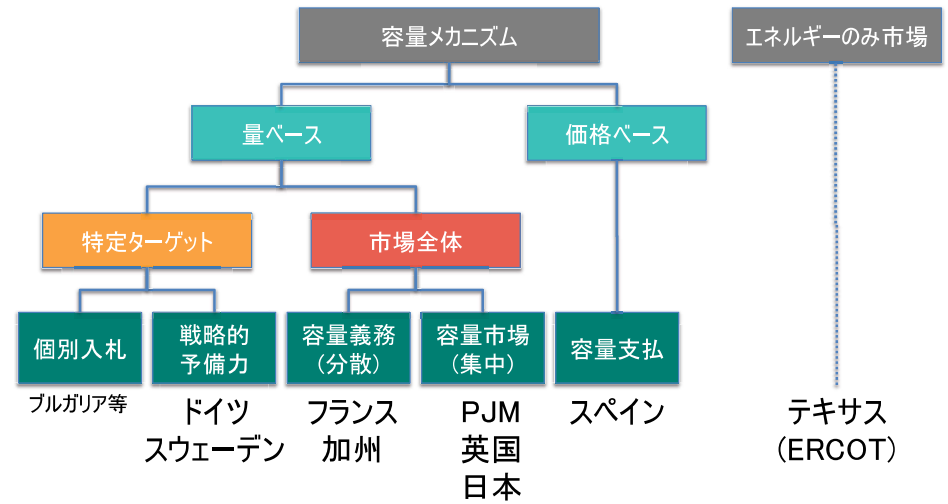 容量メカニズム
エネルギーのみ市場
量ベース
価格ベース
特定ターゲット
市場全体
個別入札
戦略的
予備力
容量義務
(分散)
容量市場
(集中)
容量支払
ブルガリア等
ドイツ
スウェーデン
フランス
加州
PJM
英国
日本
スペイン
テキサス
(ERCOT)